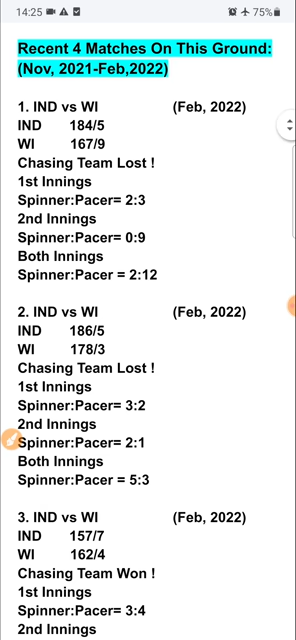 14:25 75%
Recent 4 Matches On This Ground:
(Nov, 2021-Feb,2022)
1. IND vs WI (Feb, 2022)
IND 184/5
WI 167/9
Chasing Team Lost !
1st Innings
Spinner:Pacer= 2:3
2nd Innings
Spinner:Pacer= 0:9
Both Innings
Spinner:Pacer = 2:12
2. IND vs WI (Feb, 2022)
IND 186/5
WI 178/3
Chasing Team Lost !
1st Innings
Spinner:Pacer= 3:2
2nd Innings
Spinner:Pacer= 2:1
Both Innings
Spinner:Pacer = 5:3
3. IND vs WI (Feb, 2022)
IND 157/7
WI 162/4
Chasing Team Won !
1st Innings
Spinner:Pacer= 3:4
2nd Innings